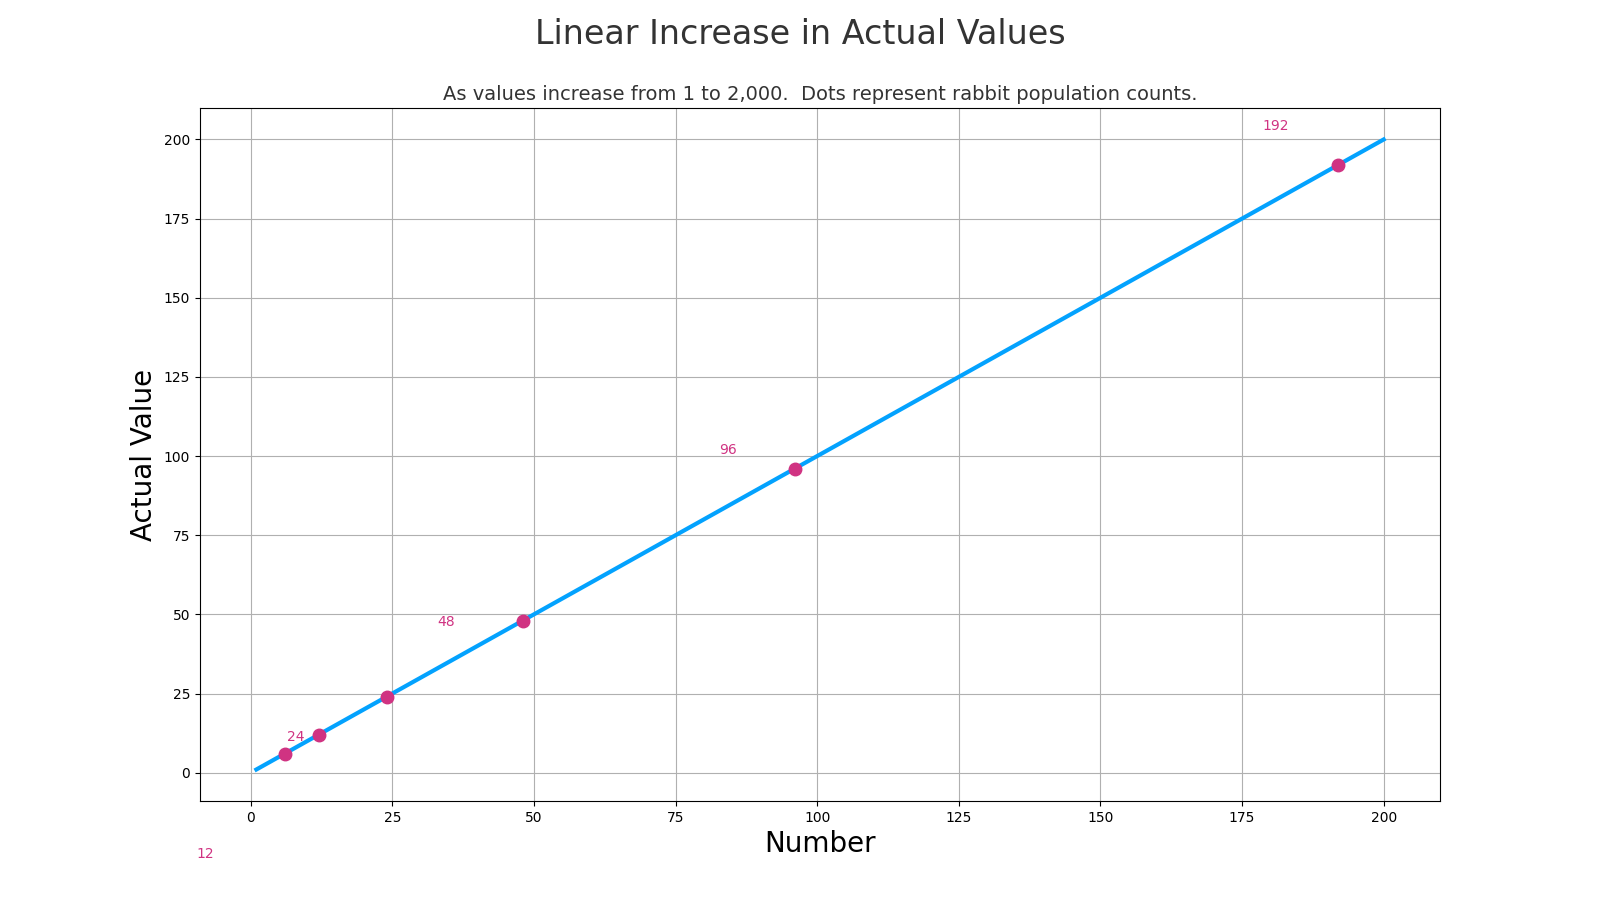 Linear Increase in Actual Values
As values increase from 1 to 2,000.  Dots represent rabbit population counts.
192
200
175
150
125
96
100
75
48
50
25
24
0
Actual Value
0 25 50 75 100 125 150 175 200
Number
12